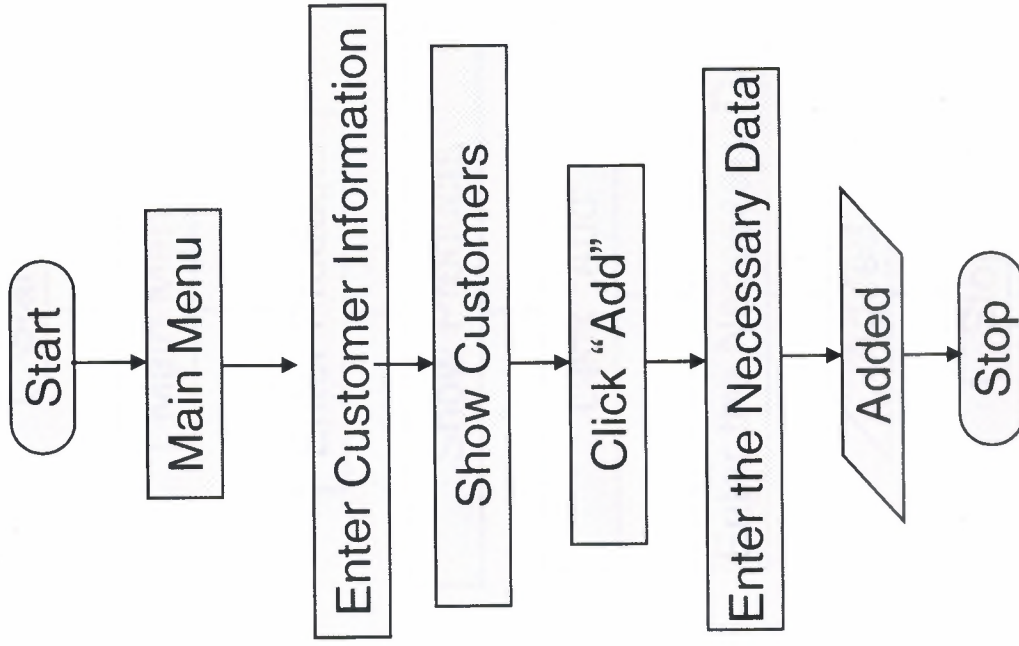 Start
Main Menu
Enter Customer Information
Show Customers
Click “Add”
Enter the Necessary Data
Added
Stop